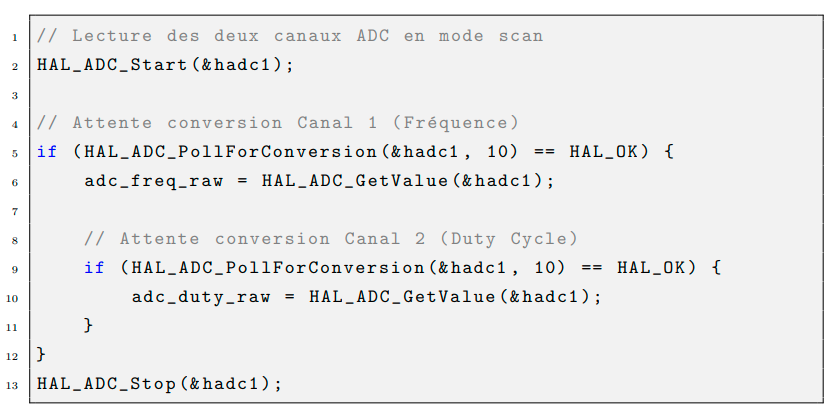 1 // Lecture des deux canaux ADC en mode scan
2 HAL_ADC_Start(&hadc1);
3
4 // Attente conversion Canal 1 (Fréquence)
5 if (HAL_ADC_PollForConversion(&hadc1, 10) == HAL_OK) {
6     adc_freq_raw = HAL_ADC_GetValue(&hadc1);
7
8     // Attente conversion Canal 2 (Duty Cycle)
9     if (HAL_ADC_PollForConversion(&hadc1, 10) == HAL_OK) {
10         adc_duty_raw = HAL_ADC_GetValue(&hadc1);
11     }
12 }
13 HAL_ADC_Stop(&hadc1);